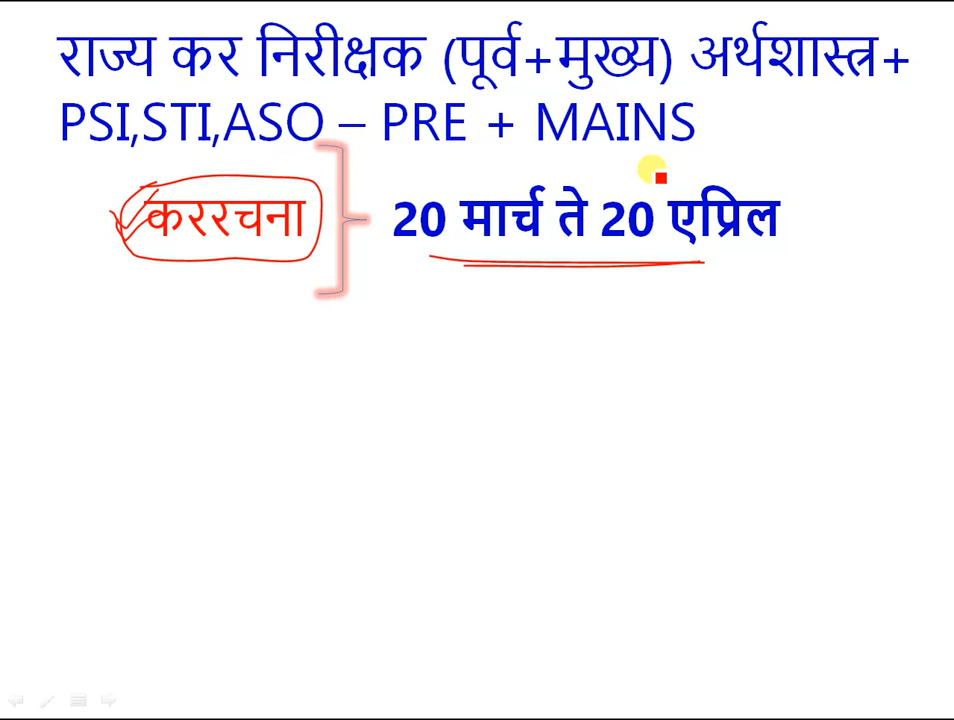 राज्य कर निरीक्षक (पूर्व+मुख्य) अर्थशास्त्र+
PSI,STI,ASO – PRE + MAINS
कररचना 20 मार्च ते 20 एप्रिल